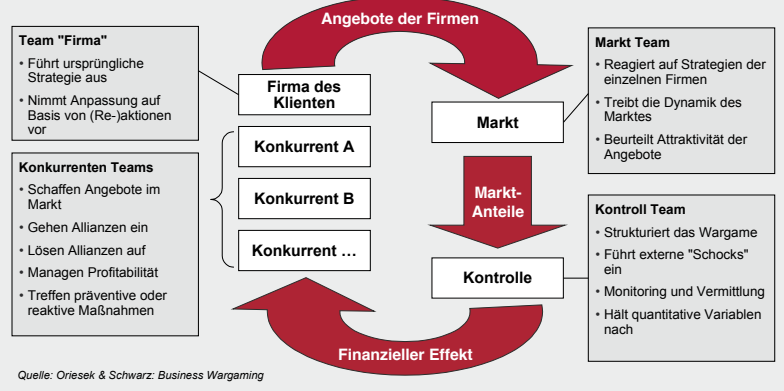 Angebote der Firmen
Team "Firma"
• Führt ursprüngliche
Strategie aus
• Nimmt Anpassung auf
Basis von (Re-)aktionen
vor
Konkurrenten Teams
• Schaffen Angebote im
Markt
• Gehen Allianzen ein
• Lösen Allianzen auf
• Managen Profitabilität
• Treffen präventive oder
reaktive Maßnahmen
Firma des
Klienten
Konkurrent A
Konkurrent B
Konkurrent …
Markt
Markt-
Anteile
Kontrolle
Finanzieller Effekt
Markt Team
• Reagiert auf Strategien der
einzelnen Firmen
• Treibt die Dynamik des
Marktes
• Beurteilt Attraktivität der
Angebote
Kontroll Team
• Strukturiert das Wargame
• Führt externe "Schocks"
ein
• Monitoring und Vermittlung
• Hält quantitative Variablen
nach
Quelle: Oriesek & Schwarz: Business Wargaming